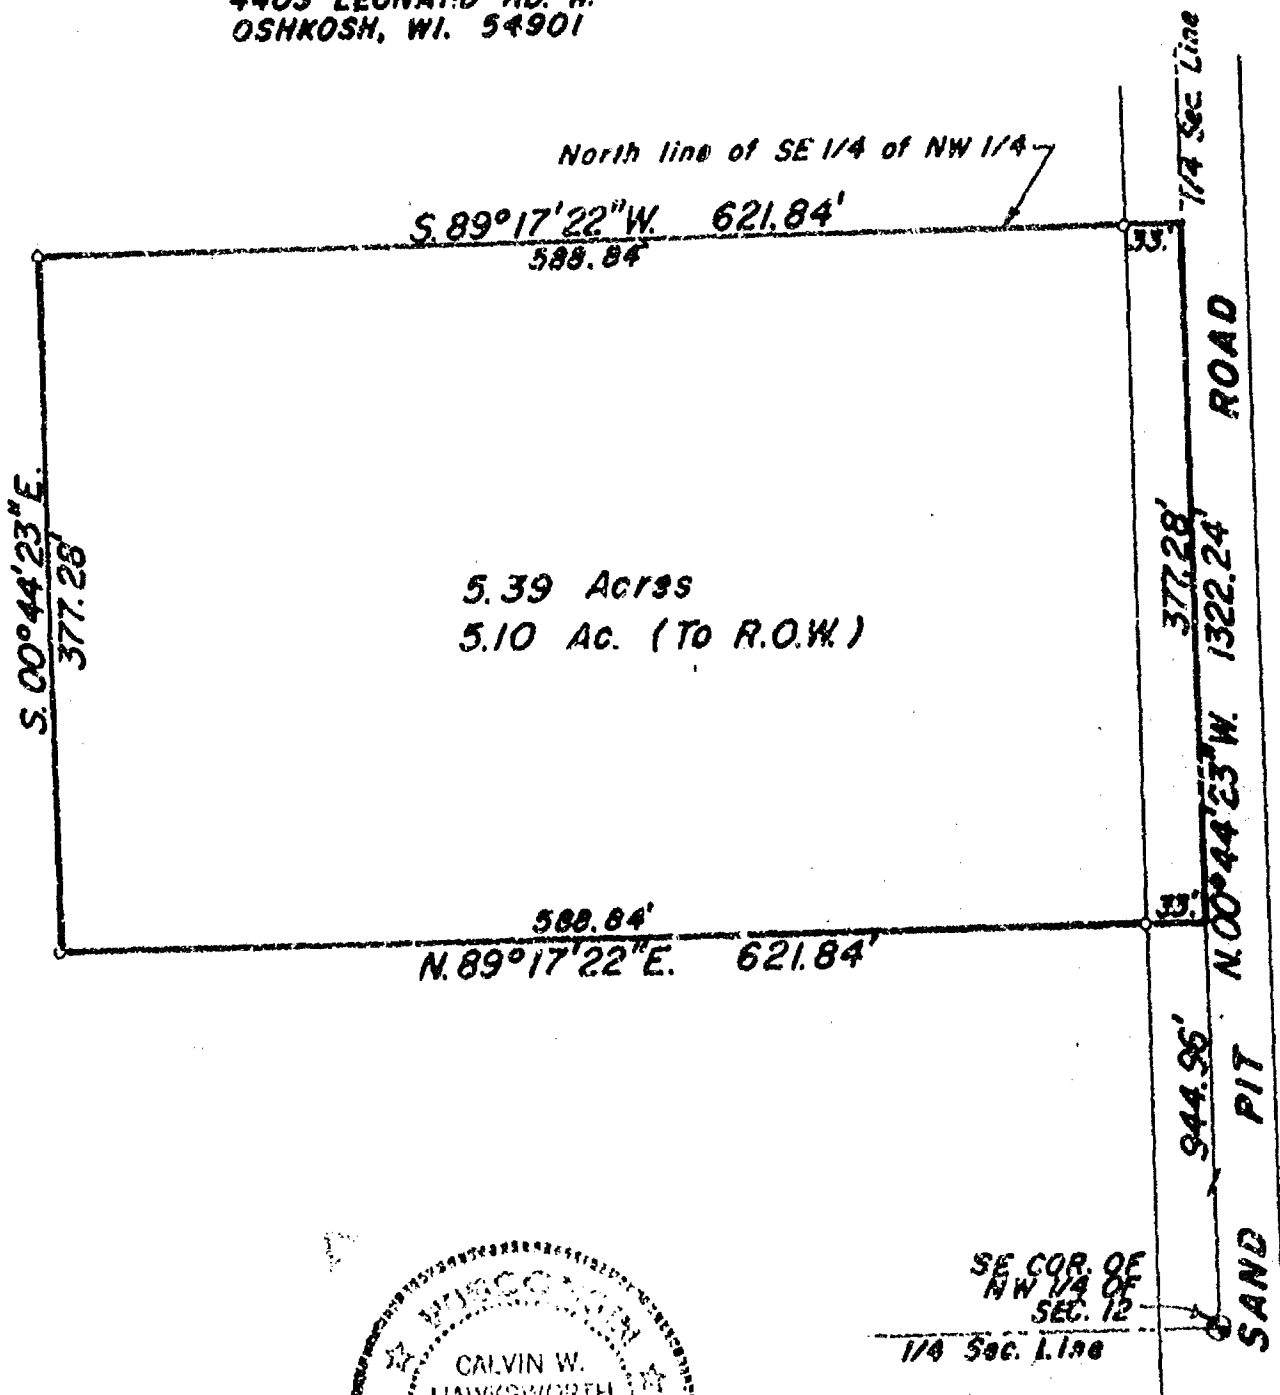 OSHKOSH, WI. 54901
1/4 Sec Line
North line of SE 1/4 of NW 1/4
S. 89°17'22"W. 621.84'
588.84'
33.'
ROAD
S. 00°44'23"E.
377.28'
5.39 Acres
5.10 Ac. (To R.O.W.)
377.28'
N. 00°44'23"W. 1322.24'
588.84'
33.'
N. 89°17'22"E. 621.84'
944.96'
SAND PIT
SE COR. OF
NW 1/4 OF
SEC. 12
1/4 Sec. Line
WISCONSIN
CALVIN W.
HAWKSWORTH